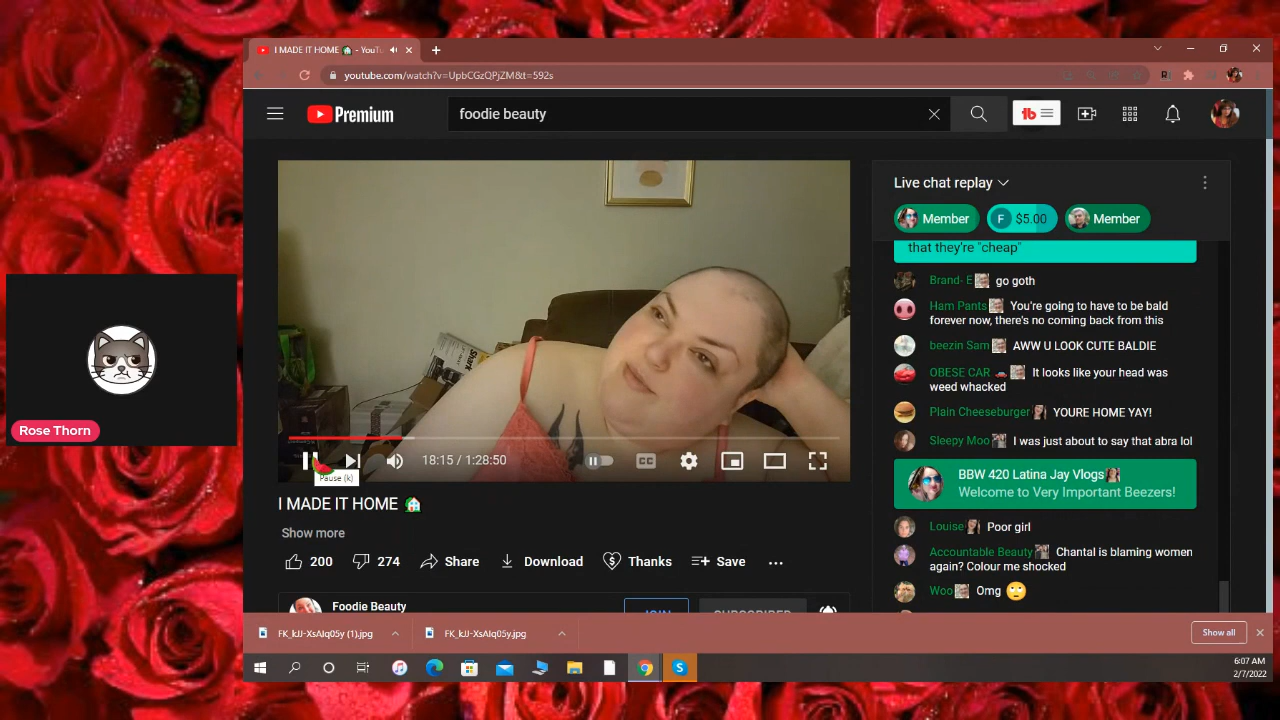 I MADE IT HOME 🏠 - YouTu
youtube.com/watch?v=UpbCGzQPjZM&t=592s
Premium
foodie beauty
Live chat replay
Member
F $5.00
Member
that they're "cheap"
Brand- E go goth
Ham Pants You're going to have to be bald
forever now, there's no coming back from this
beezin Sam AWW U LOOK CUTE BALDIE
OBESE CAR 🚗 It looks like your head was
weed whacked
Plain Cheeseburger YOURE HOME YAY!
Sleepy Moo I was just about to say that abra lol
BBW 420 Latina Jay Vlogs
Welcome to Very Important Beezers!
Louise Poor girl
Accountable Beauty Chantal is blaming women
again? Colour me shocked
Woo Omg 🙄
Shark
18:15 / 1:28:50
CC
Pause (k)
I MADE IT HOME 🏠
Show more
200
274
Share
Download
Thanks
Save
Foodie Beauty
JOIN
SUBSCRIBED
Rose Thorn
FK_kJJ-XsAIq05y (1).jpg
FK_kJJ-XsAIq05y.jpg
Show all
6:07 AM
2/7/2022